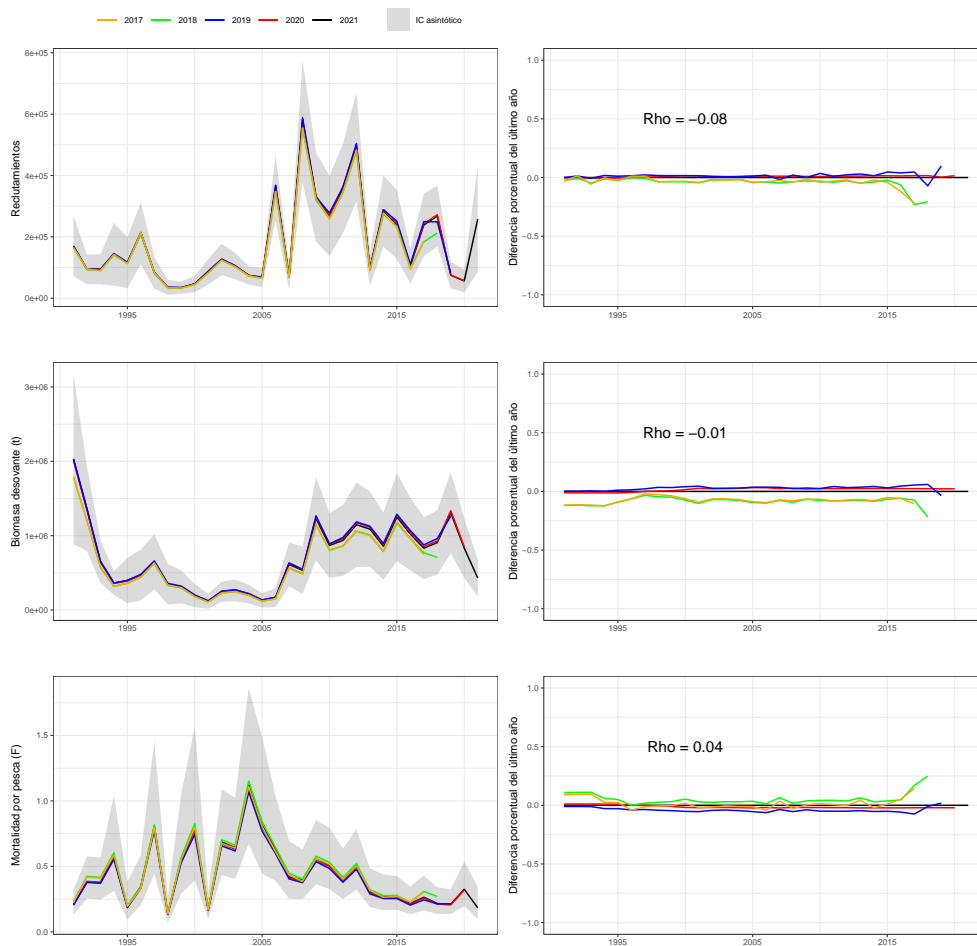 2017 2018 2019 2020 2021 IC asintótico
Reclutamientos
8e+05
6e+05
4e+05
2e+05
0e+00
1995 2005 2015
Diferencia porcentual del último año
1.0
0.5
0.0
−0.5
−1.0
Rho = −0.08
1995 2005 2015
Biomasa desovante (t)
3e+06
2e+06
1e+06
0e+00
1995 2005 2015
Diferencia porcentual del último año
1.0
0.5
0.0
−0.5
−1.0
Rho = −0.01
1995 2005 2015
Mortalidad por pesca (F)
1.5
1.0
0.5
0.0
1995 2005 2015
Diferencia porcentual del último año
1.0
0.5
0.0
−0.5
−1.0
Rho = 0.04
1995 2005 2015